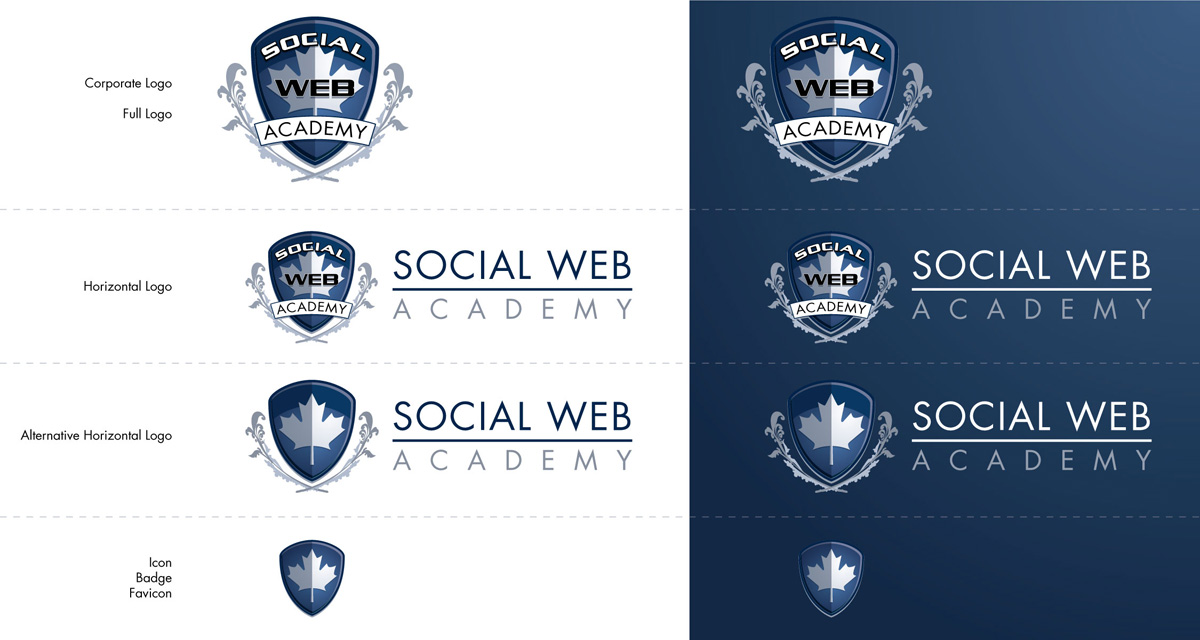 Corporate Logo
Full Logo
SOCIAL
WEB
ACADEMY
SOCIAL
WEB
ACADEMY
Horizontal Logo
SOCIAL
WEB
ACADEMY
SOCIAL WEB
ACADEMY
SOCIAL
WEB
ACADEMY
SOCIAL WEB
ACADEMY
Alternative Horizontal Logo
SOCIAL WEB
ACADEMY
SOCIAL WEB
ACADEMY
Icon
Badge
Favicon